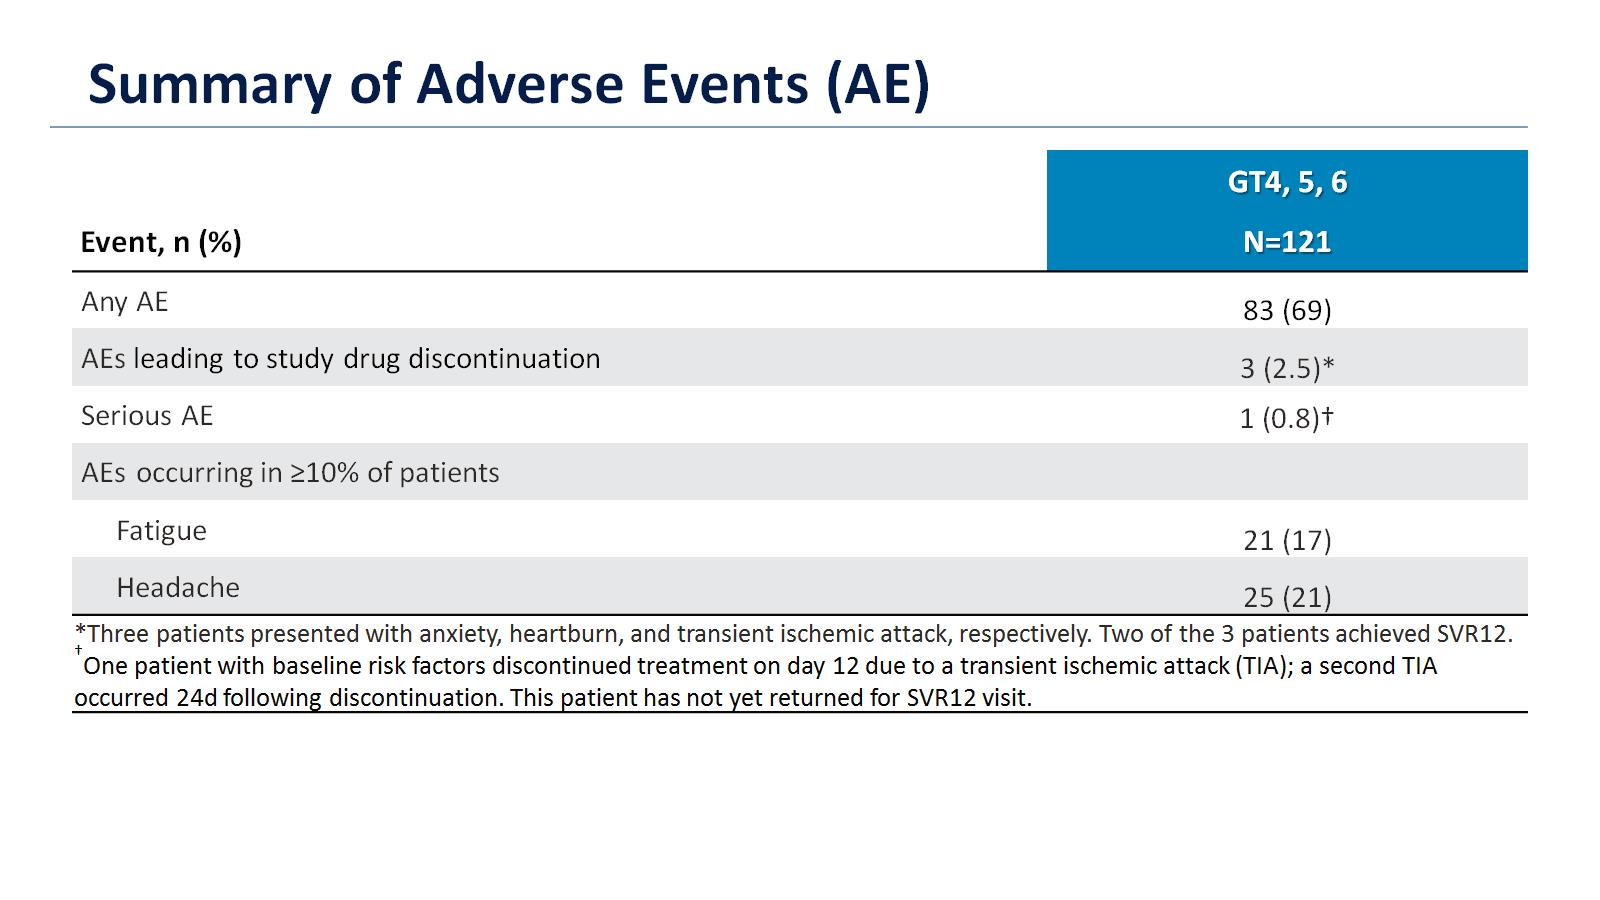 Summary of Adverse Events (AE)
GT4, 5, 6
Event, n (%) N=121
Any AE 83 (69)
AEs leading to study drug discontinuation 3 (2.5)*
Serious AE 1 (0.8)†
AEs occurring in ≥10% of patients
Fatigue 21 (17)
Headache 25 (21)
*Three patients presented with anxiety, heartburn, and transient ischemic attack, respectively. Two of the 3 patients achieved SVR12.
†One patient with baseline risk factors discontinued treatment on day 12 due to a transient ischemic attack (TIA); a second TIA
occurred 24d following discontinuation. This patient has not yet returned for SVR12 visit.